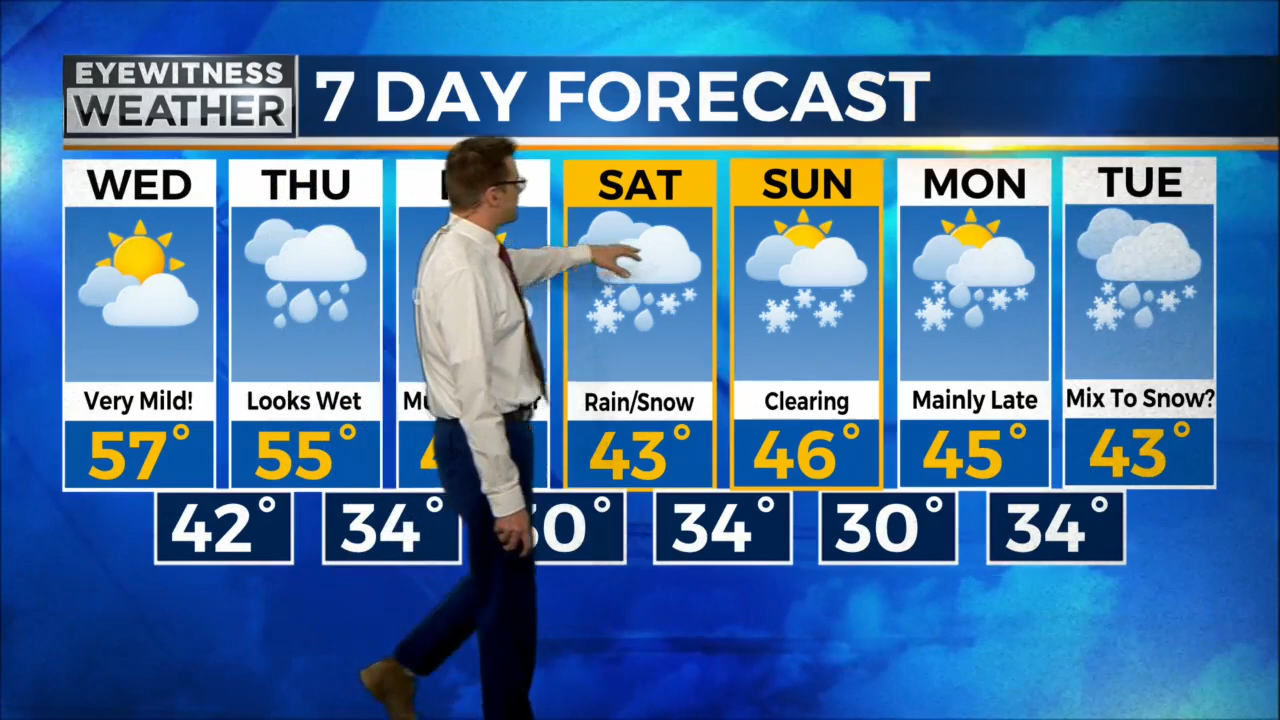 EYEWITNESS
WEATHER
7 DAY FORECAST
WED THU SAT SUN MON TUE
Very Mild! Looks Wet Rain/Snow Clearing Mainly Late Mix To Snow?
57° 55° 43° 46° 45° 43°
42° 34° 34° 30° 34°